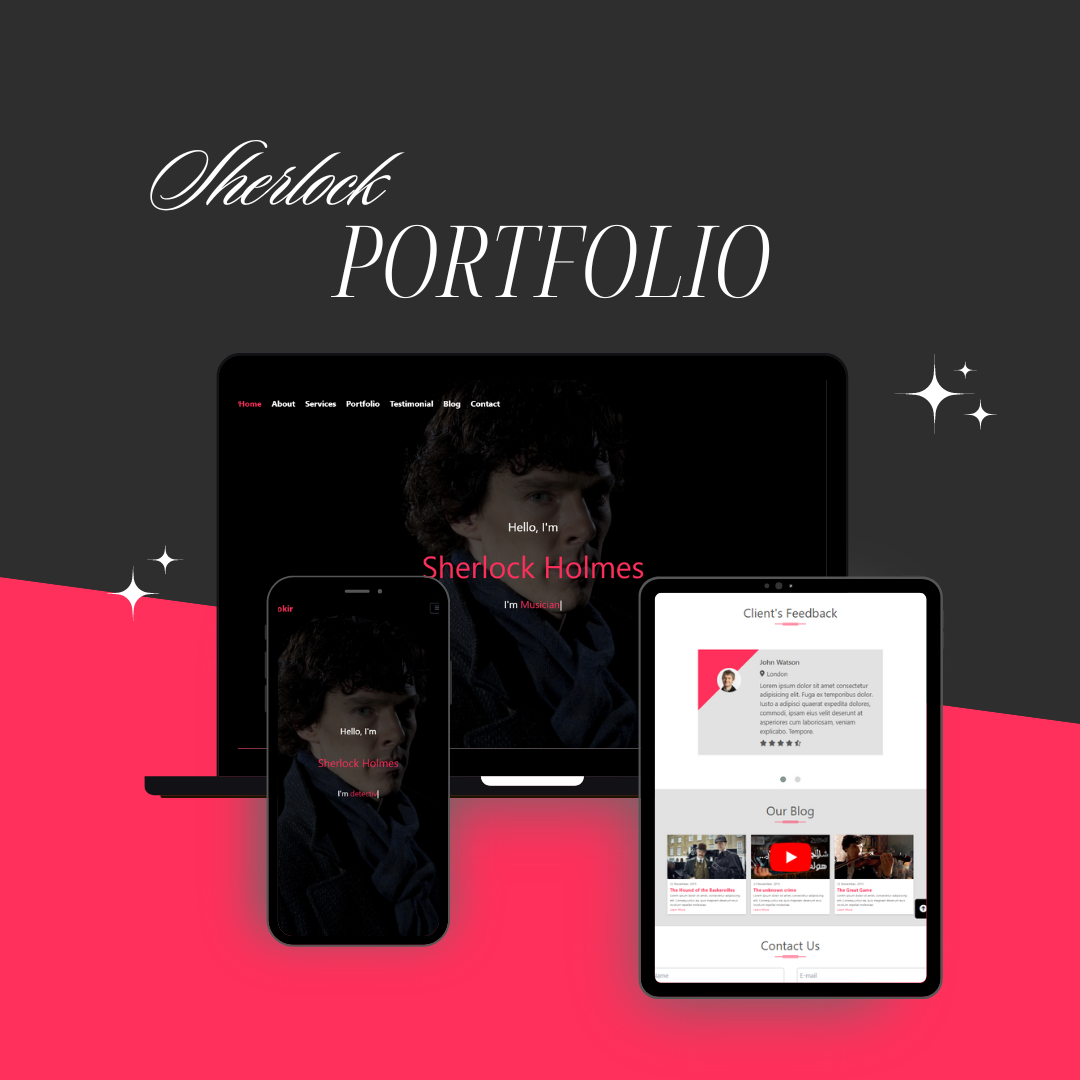 Sherlock
PORTFOLIO
Home About Services Portfolio Testimonial Blog Contact
Hello, I'm
Sherlock Holmes
I'm Musician
okir
Hello, I'm
Sherlock Holmes
I'm detectiv
Client's Feedback
John Watson
London
Lorem ipsum dolor sit amet consectetur
adipisicing elit. Fuga ex temporibus dolor.
Iusto a adipisci quaerat expedita dolores,
commodi, ipsam eius velit deserunt at
asperiores cum laboriosam, veniam
explicabo. Tempore.
Our Blog
The Hound of the Baskervilles
The unknown crime
The Great Game
Contact Us
ame
E-mail